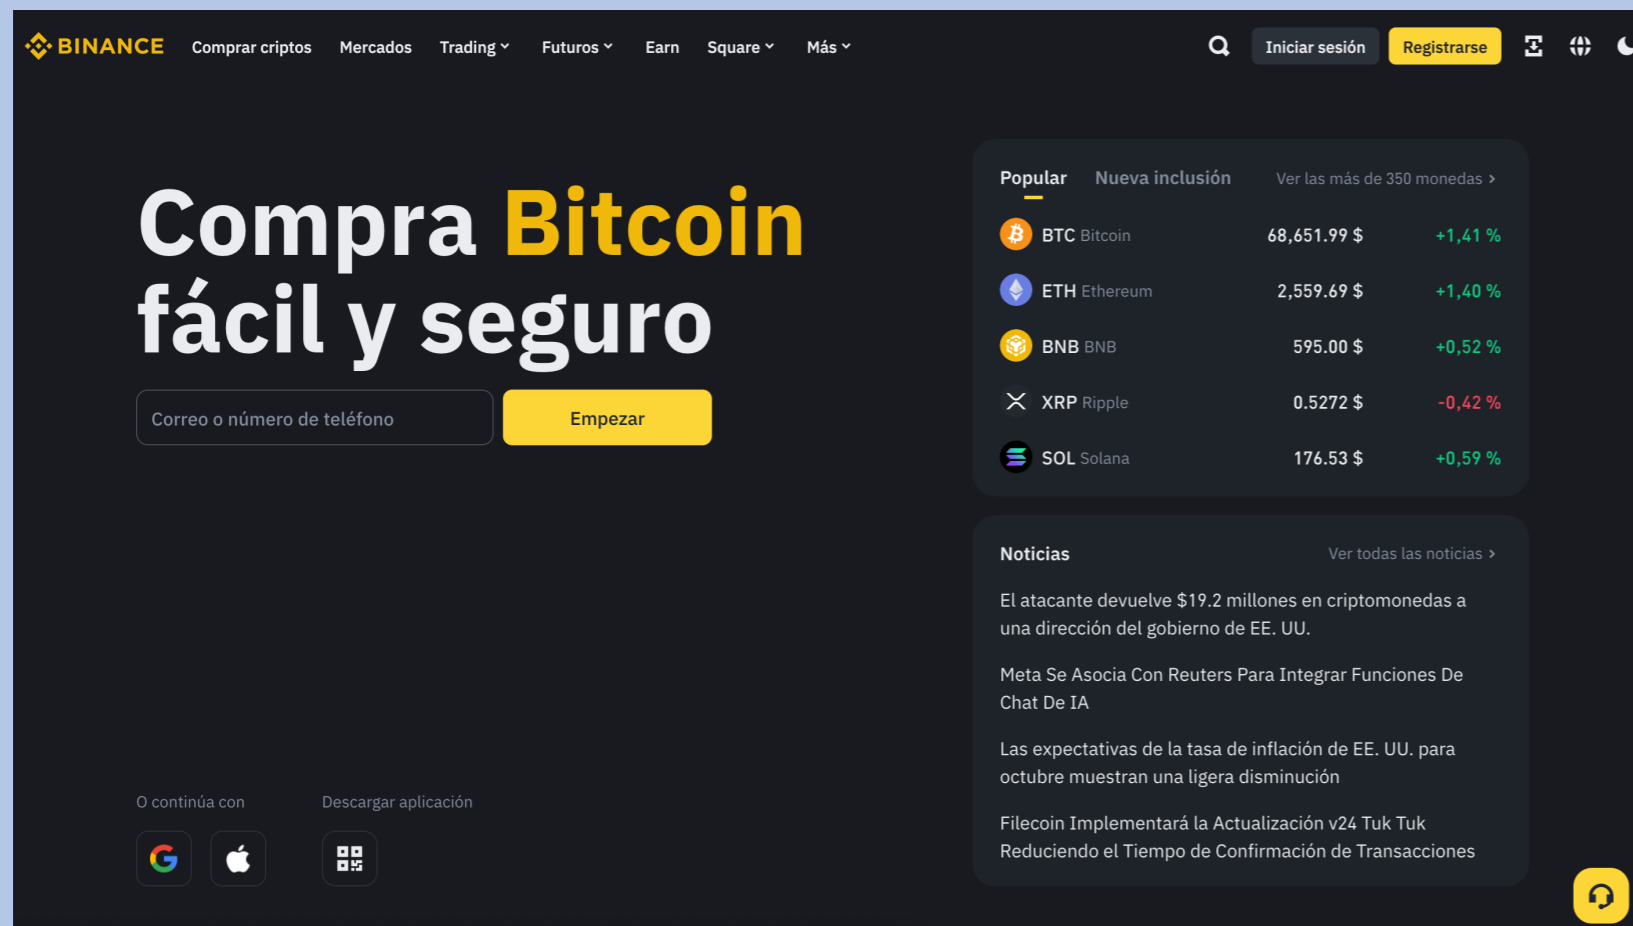 BINANCE
Comprar criptos
Mercados
Trading
Futuros
Earn
Square
Más
Iniciar sesión
Registrarse
Compra Bitcoin
fácil y seguro
Correo o número de teléfono
Empezar
O continúa con
Descargar aplicación
Popular
Nueva inclusión
Ver las más de 350 monedas
BTC Bitcoin 68,651.99 $ +1,41 %
ETH Ethereum 2,559.69 $ +1,40 %
BNB BNB 595.00 $ +0,52 %
XRP Ripple 0.5272 $ -0,42 %
SOL Solana 176.53 $ +0,59 %
Noticias
Ver todas las noticias
El atacante devuelve $19.2 millones en criptomonedas a
una dirección del gobierno de EE. UU.
Meta Se Asocia Con Reuters Para Integrar Funciones De
Chat De IA
Las expectativas de la tasa de inflación de EE. UU. para
octubre muestran una ligera disminución
Filecoin Implementará la Actualización v24 Tuk Tuk
Reduciendo el Tiempo de Confirmación de Transacciones